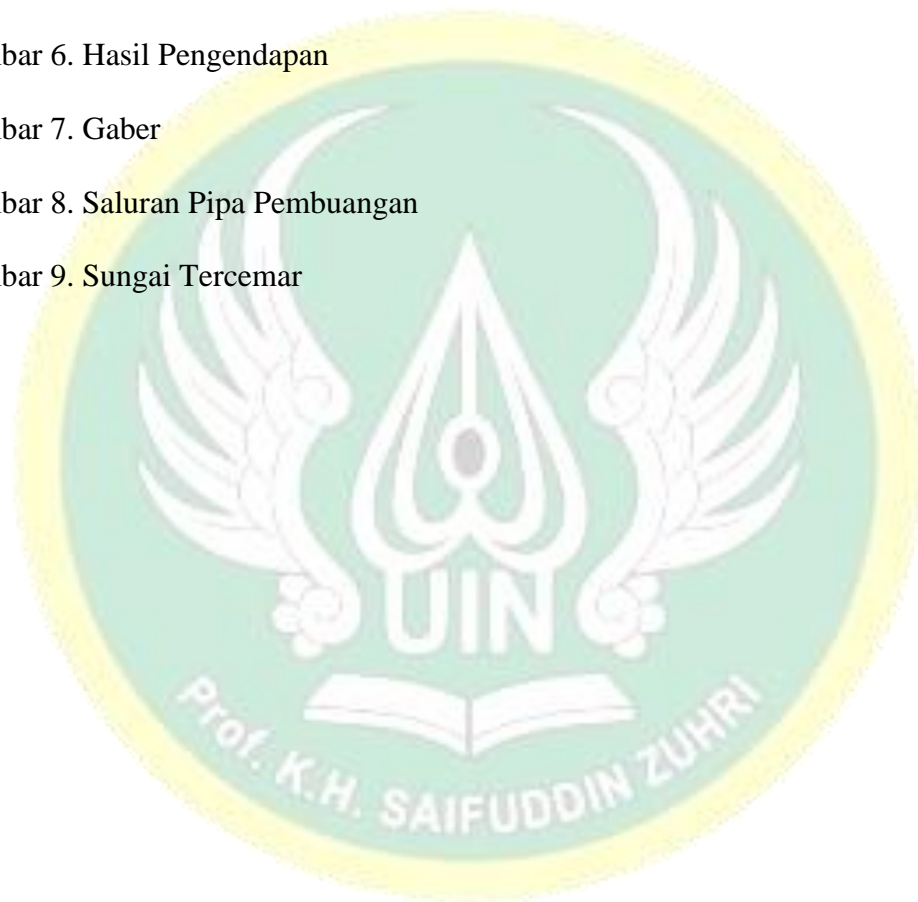 bar 6. Hasil Pengendapan
bar 7. Gaber
bar 8. Saluran Pipa Pembuangan
bar 9. Sungai Tercemar
UIN
Prof. K.H. SAIFUDDIN ZUHRI